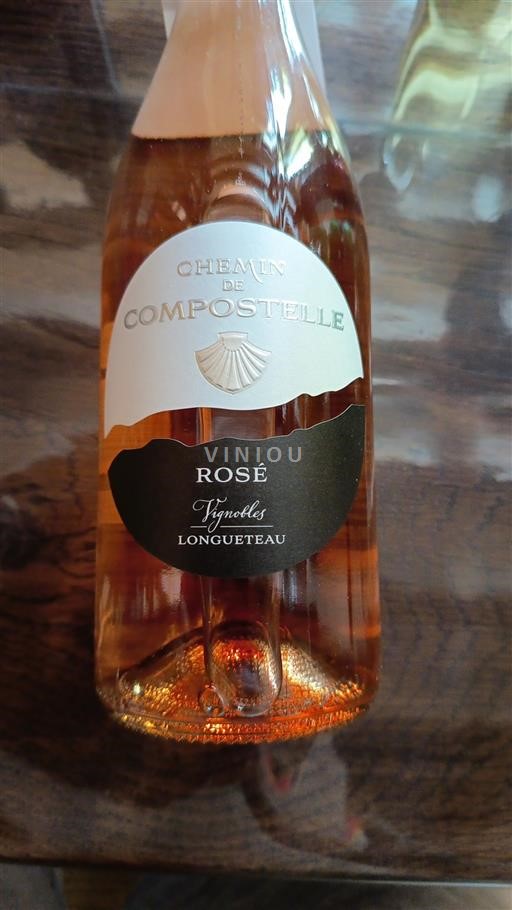 CHEMIN
DE
COMPOSTELLE
VINIOU
ROSÉ
Vignobles
LONGUETEAU